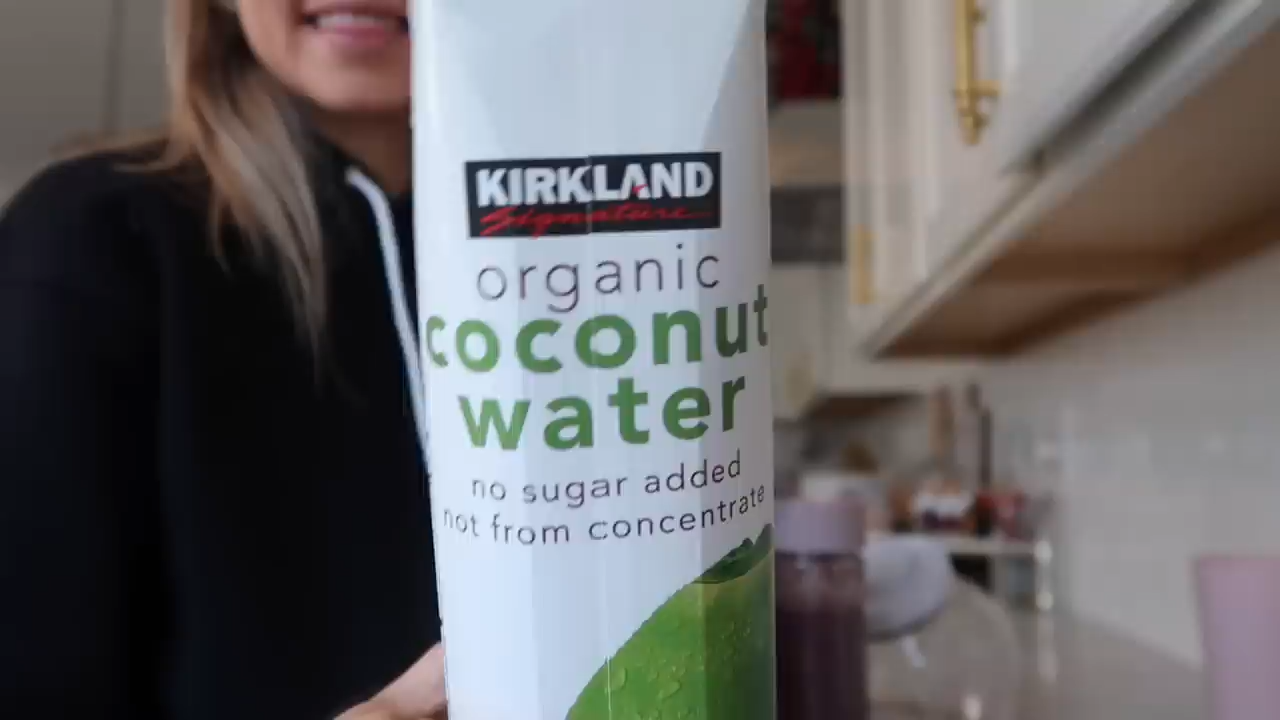 KIRKLAND
Signature
organic
coconut
water
no sugar added
not from concentrate